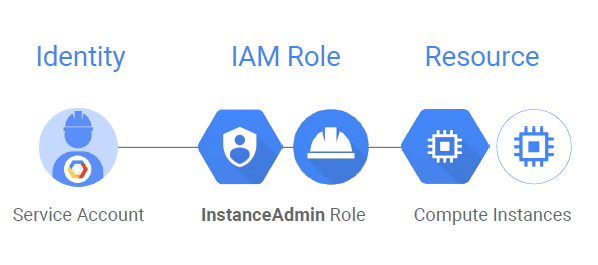 Identity
IAM Role
Resource
Service Account
InstanceAdmin Role
Compute Instances